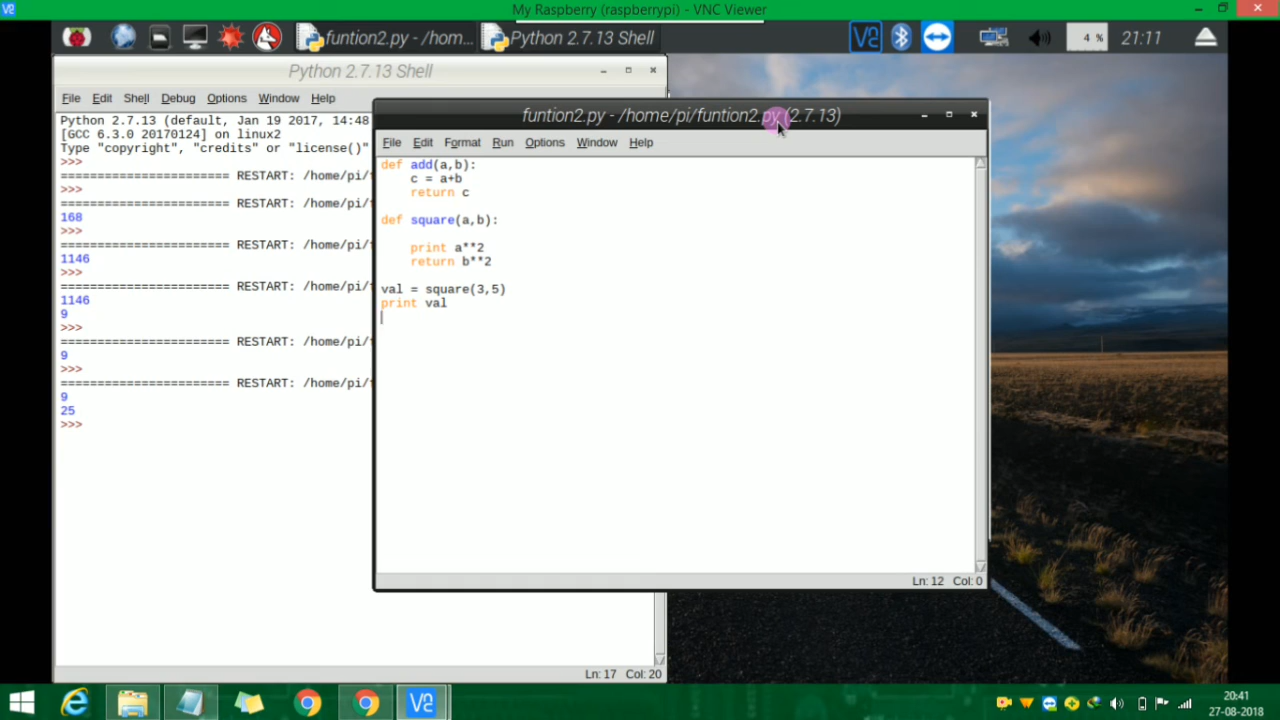 My Raspberry (raspberrypi) - VNC Viewer
funtion2.py - /hom...
Python 2.7.13 Shell
4 %
21:11
Python 2.7.13 Shell
File Edit Shell Debug Options Window Help
Python 2.7.13 (default, Jan 19 2017, 14:48
[GCC 6.3.0 20170124] on linux2
Type "copyright", "credits" or "license()"
>>>
======================= RESTART: /home/pi/
>>>
======================= RESTART: /home/pi/
168
>>>
======================= RESTART: /home/pi/
1146
>>>
======================= RESTART: /home/pi/
1146
9
>>>
======================= RESTART: /home/pi/
9
>>>
======================= RESTART: /home/pi/
9
25
>>>
Ln: 17 Col: 20
funtion2.py - /home/pi/funtion2.py (2.7.13)
File Edit Format Run Options Window Help
def add(a,b):
    c = a+b
    return c
def square(a,b):
    print a**2
    return b**2
val = square(3,5)
print val
Ln: 12 Col: 0
20:41
27-08-2018